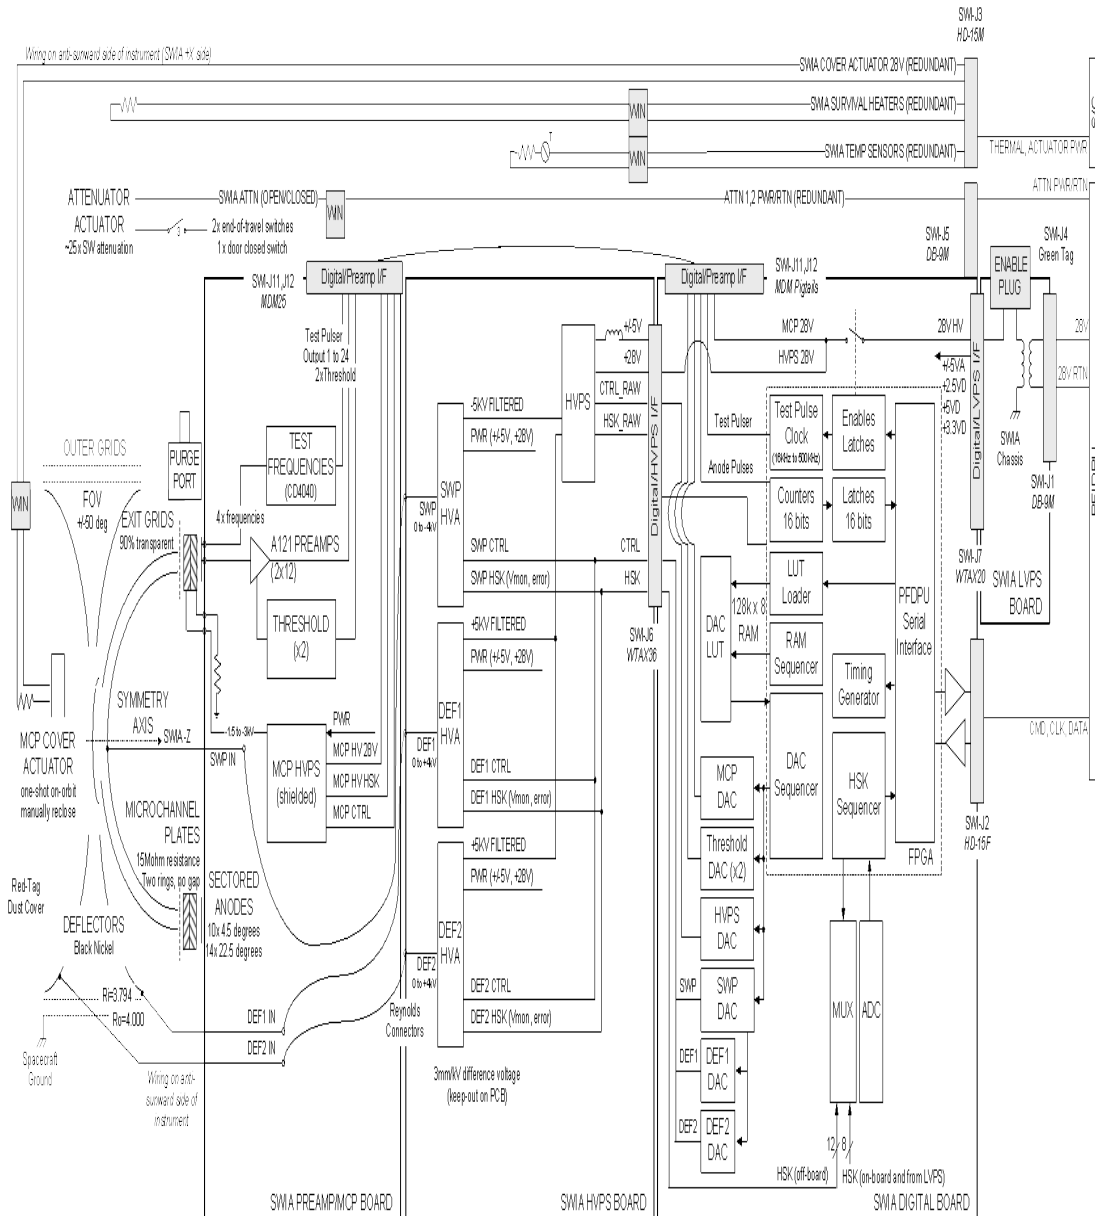 SWI-J3
HD-15M
Wiring on anti-sunward side of instrument (SWIA +X side)
SWIA COVER ACTUATOR 28V (REDUNDANT)
SWIA SURVIVAL HEATERS (REDUNDANT)
WIN
T
WIN
SWIA TEMP SENSORS (REDUNDANT)
S/C
THERMAL, ACTUATOR PWR
ATTENUATOR
ACTUATOR
~25x SW attenuation
SWIA ATTN (OPEN/CLOSED)
WIN
ATTN 1,2 PWR/RTN (REDUNDANT)
ATTN PWR/RTN
3
2x end-of-travel switches
1x door closed switch
SWI-J5
DB-9M
SWI-J4
Green Tag
ENABLE
PLUG
SWI-J11,J12
MDM25
Digital/Preamp I/F
Digital/Preamp I/F
SWI-J11,J12
MDM Pigtails
Test Pulser
Output 1 to 24
2xThreshold
HVPS
+/-5V
+28V
CTRL_RAW
HSK_RAW
Digital/HVPS I/F
MCP 28V
HVPS 28V
28V HV
Digital/LVPS I/F
+/-5VA
+2.5VD
+5VD
+3.3VD
28V
28V RTN
SWIA
Chassis
SWI-J1
DB-9M
SWI-J7
WTAX20
SWIA LVPS
BOARD
OUTER GRIDS
WIN
FOV
+/-50 deg
PURGE
PORT
EXIT GRIDS
90% transparent
TEST
FREQUENCIES
(CD4040)
4x frequencies
A121 PREAMPS
(2x12)
THRESHOLD
(x2)
-5KV FILTERED
PWR (+/-5V, +28V)
SWP
HVA
SWP
0 to -4kV
SWP CTRL
SWP HSK (Vmon, error)
CTRL
HSK
SWI-J6
WTAX36
Test Pulser
Anode Pulses
Test Pulse
Clock
(16KHz to 500KHz)
Enables
Latches
Counters
16 bits
Latches
16 bits
LUT
Loader
RAM
Sequencer
128k x 8
RAM
DAC
LUT
PFDPU
Serial
Interface
Timing
Generator
DAC
Sequencer
HSK
Sequencer
FPGA
CMD, CLK, DATA
SWI-J2
HD-15F
SYMMETRY
AXIS
SWIA -Z
MCP COVER
ACTUATOR
one-shot on-orbit
manually reclose
-1.5 to -3kV
SWP IN
MCP HVPS
(shielded)
PWR
MCP HV 28V
MCP HV HSK
MCP CTRL
+5KV FILTERED
PWR (+/-5V, +28V)
DEF1
HVA
DEF1
0 to +4kV
DEF1 CTRL
DEF1 HSK (Vmon, error)
MCP
DAC
Threshold
DAC (x2)
HVPS
DAC
SWP
SWP
DAC
DEF1
DEF1
DAC
DEF2
DEF2
DAC
MICROCHANNEL
PLATES
15Mohm resistance
Two rings, no gap
SECTORED
ANODES
10x 4.5 degrees
14x 22.5 degrees
Red-Tag
Dust Cover
DEFLECTORS
Black Nickel
Ri=3.794
Ro=4.000
Spacecraft
Ground
+5KV FILTERED
PWR (+/-5V, +28V)
DEF2
HVA
DEF2
0 to +4kV
DEF2 CTRL
DEF2 HSK (Vmon, error)
Reynolds
Connectors
DEF1 IN
DEF2 IN
Wiring on anti-
sunward side of
instrument
3mm/kV difference voltage
(keep-out on PCB)
MUX
ADC
12
8
HSK (off-board)
HSK (on-board and from LVPS)
SWIA PREAMP/MCP BOARD
SWIA HVPS BOARD
SWIA DIGITAL BOARD